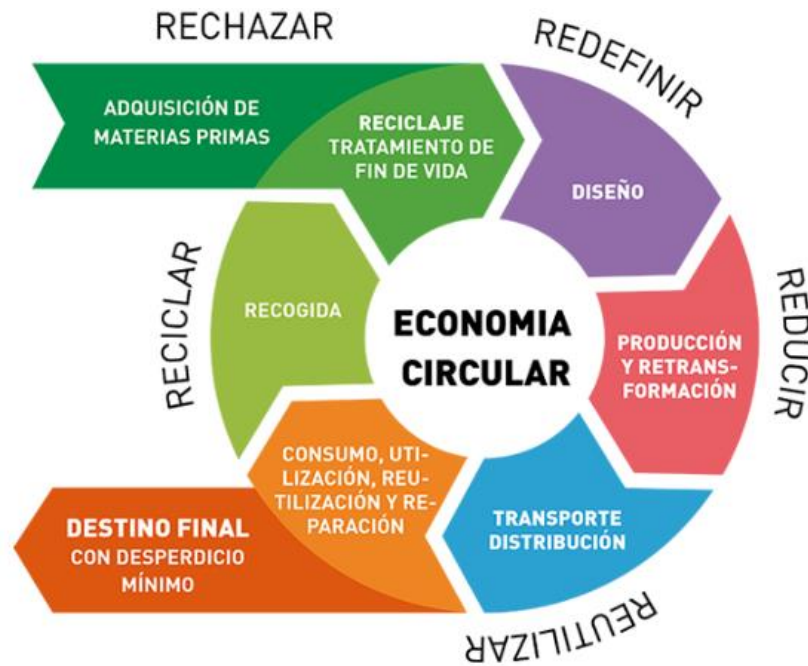 RECHAZAR
REDEFINIR
ADQUISICIÓN DE
MATERIAS PRIMAS
RECICLAJE
TRATAMIENTO DE
FIN DE VIDA
DISEÑO
REDUCIR
PRODUCCIÓN
Y RETRANS-
FORMACIÓN
ECONOMIA
CIRCULAR
RECICLAR
RECOGIDA
CONSUMO, UTI-
LIZACIÓN, REU-
TILIZACIÓN Y RE-
PARACIÓN
TRANSPORTE
DISTRIBUCIÓN
REUTILIZAR
DESTINO FINAL
CON DESPERDICIO
MÍNIMO